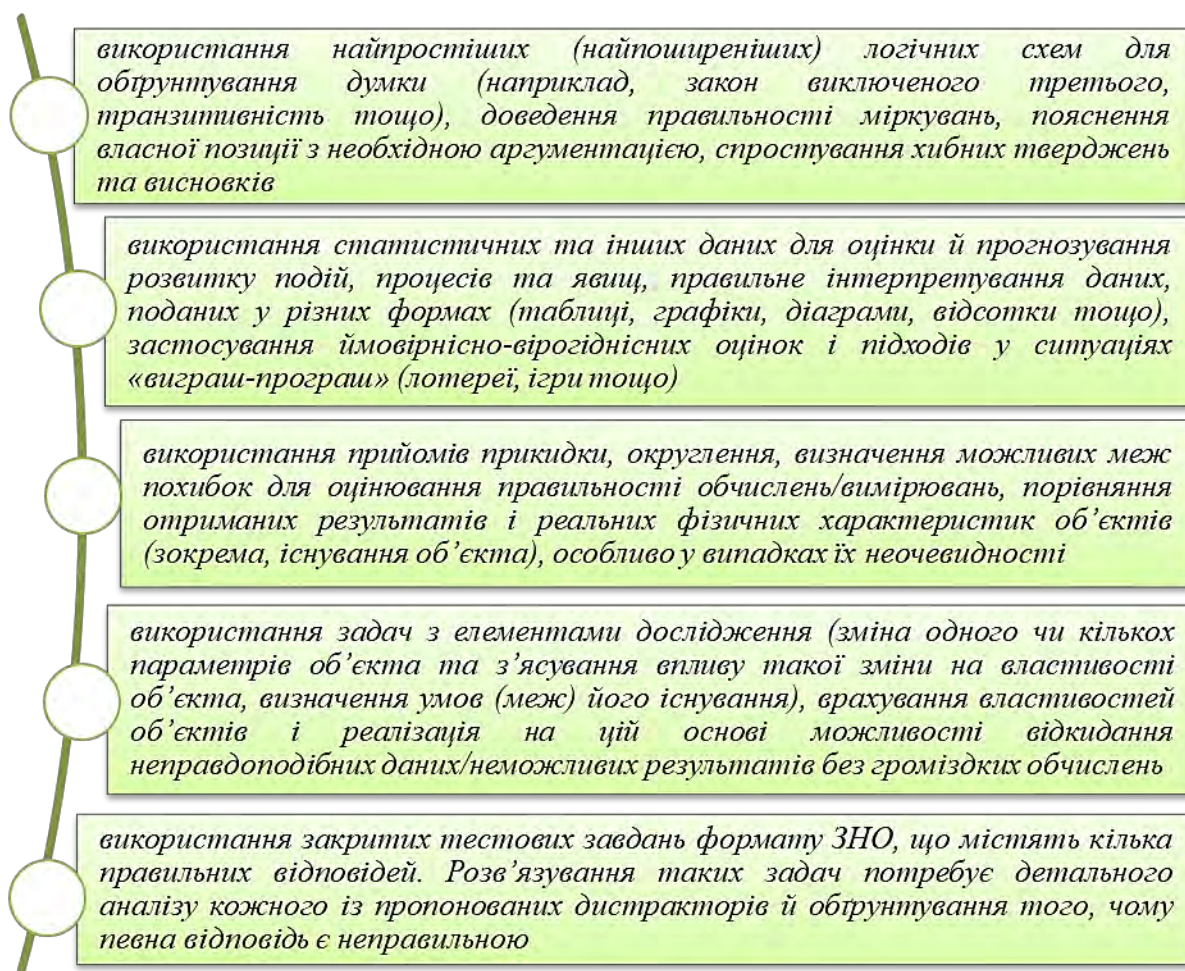 використання найпростіших (найпоширеніших) логічних схем для
обґрунтування думки (наприклад, закон виключеного третього,
транзитивність тощо), доведення правильності міркувань, пояснення
власної позиції з необхідною аргументацією, спростування хибних тверджень
та висновків
використання статистичних та інших даних для оцінки й прогнозування
розвитку подій, процесів та явищ, правильне інтерпретування даних,
поданих у різних формах (таблиці, графіки, діаграми, відсотки тощо),
застосування ймовірнісно-вірогіднісних оцінок і підходів у ситуаціях
«виграш-програш» (лотереї, ігри тощо)
використання прийомів прикидки, округлення, визначення можливих меж
похибок для оцінювання правильності обчислень/вимірювань, порівняння
отриманих результатів і реальних фізичних характеристик об’єктів
(зокрема, існування об’єкта), особливо у випадках їх неочевидності
використання задач з елементами дослідження (зміна одного чи кількох
параметрів об’єкта та з’ясування впливу такої зміни на властивості
об’єкта, визначення умов (меж) його існування), врахування властивостей
об’єктів і реалізація на цій основі можливості відкидання
неправдоподібних даних/неможливих результатів без громіздких обчислень
використання закритих тестових завдань формату ЗНО, що містять кілька
правильних відповідей. Розв’язування таких задач потребує детального
аналізу кожного із пропонованих дистракторів й обґрунтування того, чому
певна відповідь є неправильною